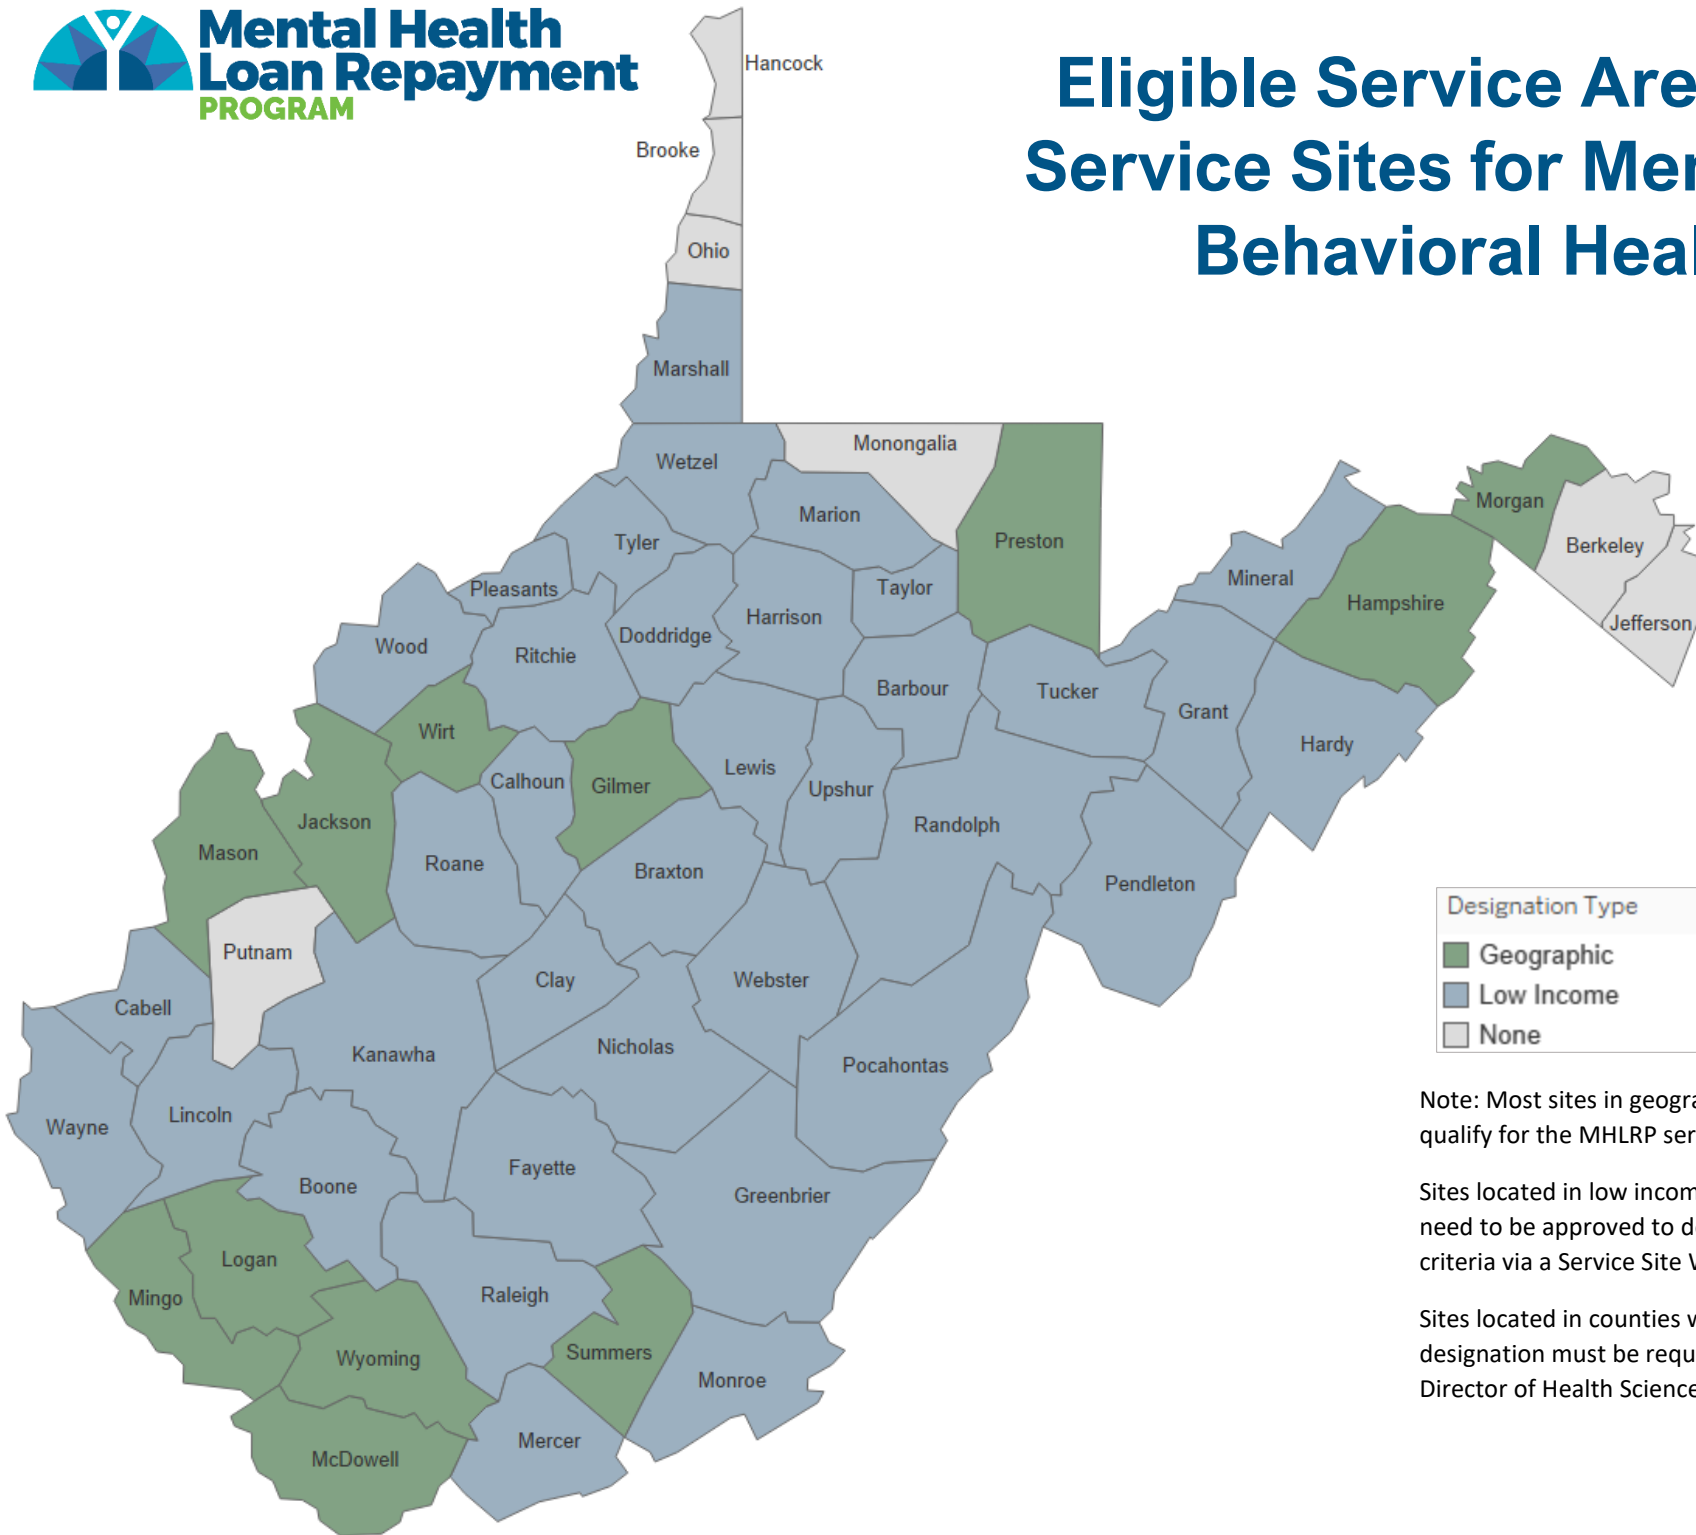 Mental Health
Loan Repayment
PROGRAM
Eligible Service Are
Service Sites for Me
Behavioral Hea
Hancock
Brooke
Ohio
Marshall
Wetzel
Monongalia
Marion
Preston
Tyler
Pleasants
Taylor
Harrison
Doddridge
Ritchie
Wood
Barbour
Tucker
Morgan
Berkeley
Jefferson
Mineral
Hampshire
Grant
Hardy
Wirt
Calhoun
Gilmer
Lewis
Upshur
Randolph
Jackson
Mason
Roane
Braxton
Pendleton
Putnam
Clay
Webster
Cabell
Kanawha
Nicholas
Pocahontas
Wayne
Lincoln
Boone
Fayette
Greenbrier
Logan
Mingo
Raleigh
Wyoming
Summers
Monroe
McDowell
Mercer
Designation Type
Geographic
Low Income
None
Note: Most sites in geogra
qualify for the MHLRP ser
Sites located in low incom
need to be approved to d
criteria via a Service Site
Sites located in counties
designation must be requ
Director of Health Science